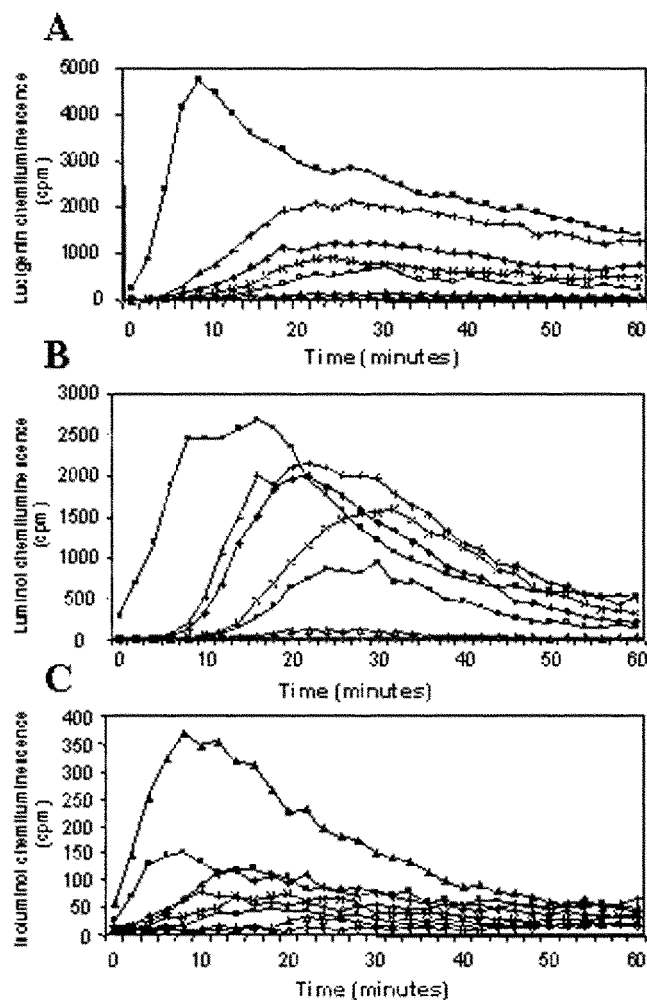 A
Lucigenin chemiluminescence
(cpm)
5000
4000
3000
2000
1000
0
0 10 20 30 40 50 60
Time (minutes)
B
Luminol chemiluminescence
(cpm)
3000
2500
2000
1500
1000
500
0
0 10 20 30 40 50 60
Time (minutes)
C
Isoluminol chemiluminescence
(cpm)
400
350
300
250
200
150
100
50
0
0 10 20 30 40 50 60
Time (minutes)